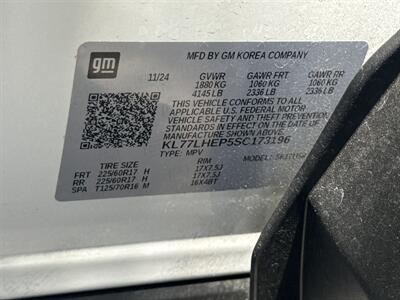 gm
MFD BY GM KOREA COMPANY
11/24 GVWR GAWR FRT GAWR RR
1880 KG 1060 KG 1060 KG
4145 LB 2336 LB 2336 LB
THIS VEHICLE CONFORMS TO ALL
APPLICABLE U.S. FEDERAL MOTOR
VEHICLE SAFETY AND THEFT
PREVENTION STANDARDS IN EFFECT
ON THE DATE OF
MANUFACTURE SHOWN ABOVE.
KL77LHEP5SC173196
TYPE: MPV
TIRE SIZE RIM
FRT 225/60R17 H 17X7.5J
RR 225/60R17 H 17X7.5J
SPA T125/70R16 M 16X4BT